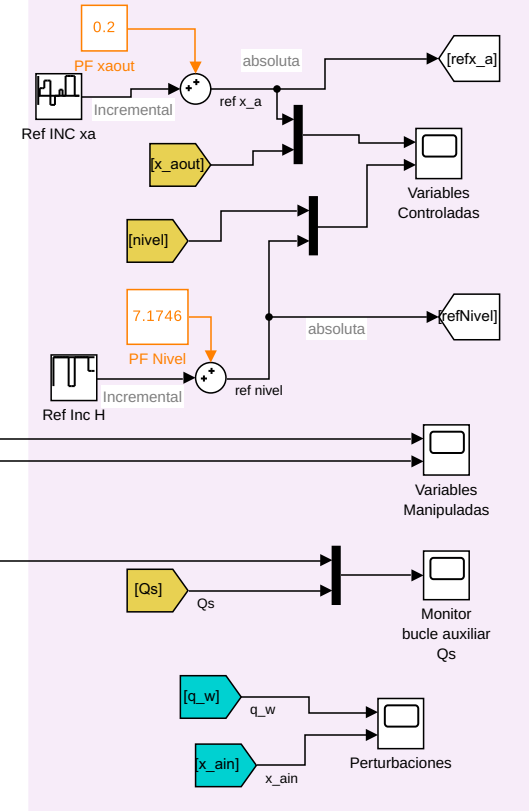 0.2
PF xaout
absoluta
[refx_a]
Incremental
ref x_a
Ref INC xa
[x_aout]
Variables
Controladas
[nivel]
7.1746
[refNivel]
absoluta
PF Nivel
ref nivel
Incremental
Ref Inc H
Variables
Manipuladas
[Qs]
Qs
Monitor
bucle auxiliar
Qs
[q_w]
q_w
[x_ain]
x_ain
Perturbaciones